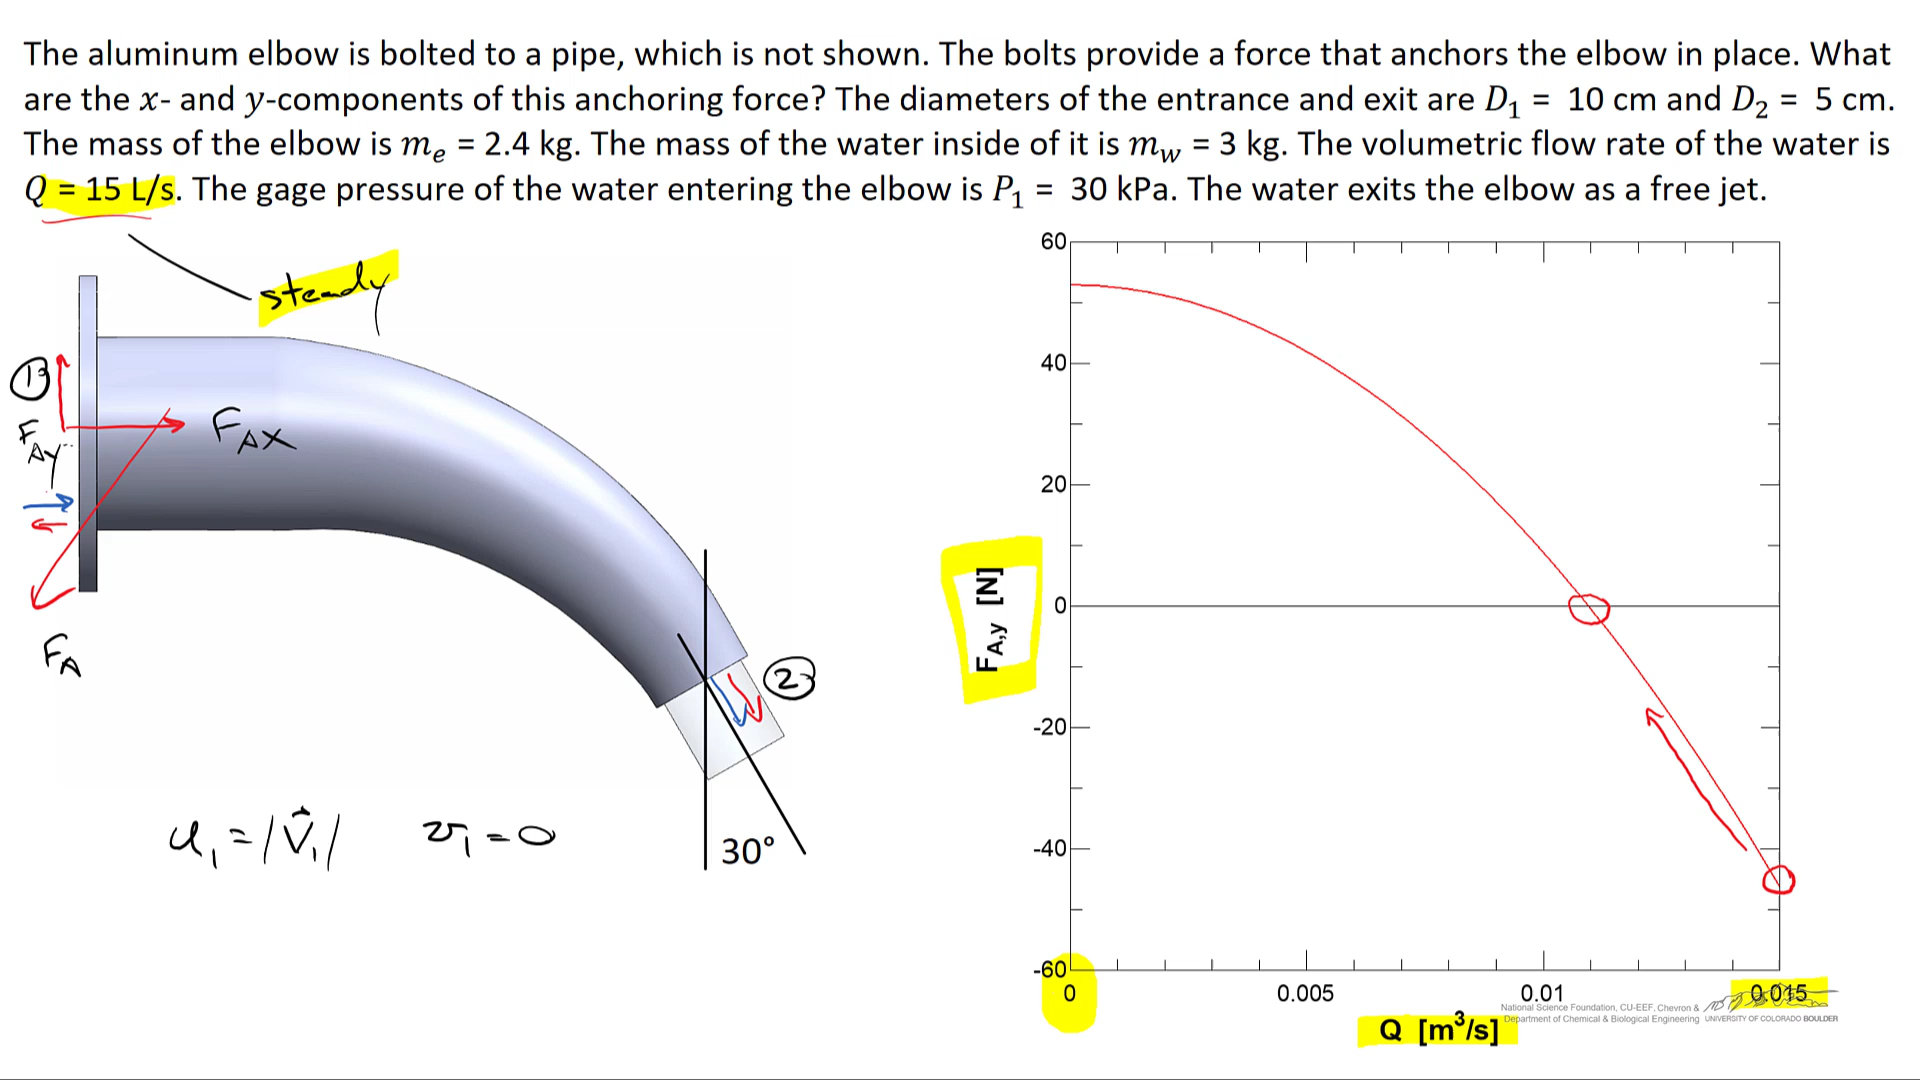 The aluminum elbow is bolted to a pipe, which is not shown. The bolts provide a force that anchors the elbow in place. What
are the x- and y-components of this anchoring force? The diameters of the entrance and exit are D₁ = 10 cm and D₂ = 5 cm.
The mass of the elbow is mₑ = 2.4 kg. The mass of the water inside of it is m_w = 3 kg. The volumetric flow rate of the water is
Q = 15 L/s. The gage pressure of the water entering the elbow is P₁ = 30 kPa. The water exits the elbow as a free jet.
steady
1
F_AY
F_AX
F_A
2
30°
u₁ = |V⃗₁| v₁ = 0
60
40
20
0
-20
-40
-60
F_A,y [N]
0 0.005 0.01 0.015
Q [m³/s]
National Science Foundation, CU-EEF, Chevron &
Department of Chemical & Biological Engineering UNIVERSITY OF COLORADO BOULDER